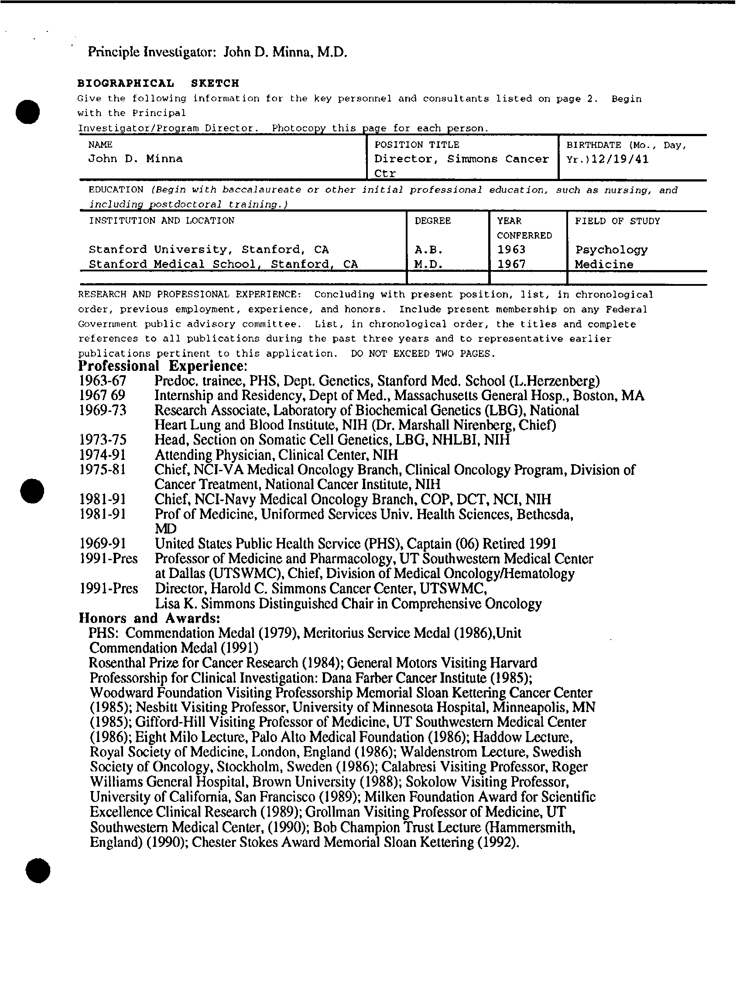 Principle Investigator: John D. Minna, M.D.
BIOGRAPHICAL SKETCH
Give the following information for the key personnel and consultants listed on page 2. Begin
with the Principal
Investigator/Program Director. Photocopy this page for each person.
NAME POSITION TITLE BIRTHDATE (Mo., Day,
John D. Minna Director, Simmons Cancer Yr.)12/19/41
Ctr
EDUCATION (Begin with baccalaureate or other initial professional education, such as nursing, and
including postdoctoral training.)
INSTITUTION AND LOCATION DEGREE YEAR FIELD OF STUDY
CONFERRED
Stanford University, Stanford, CA A.B. 1963 Psychology
Stanford Medical School, Stanford, CA M.D. 1967 Medicine
RESEARCH AND PROFESSIONAL EXPERIENCE: Concluding with present position, list, in chronological
order, previous employment, experience, and honors. Include present membership on any Federal
Government public advisory committee. List, in chronological order, the titles and complete
references to all publications during the past three years and to representative earlier
publications pertinent to this application. DO NOT EXCEED TWO PAGES.
Professional Experience:
1963-67 Predoc. trainee, PHS, Dept. Genetics, Stanford Med. School (L.Herzenberg)
1967 69 Internship and Residency, Dept of Med., Massachusetts General Hosp., Boston, MA
1969-73 Research Associate, Laboratory of Biochemical Genetics (LBG), National
Heart Lung and Blood Institute, NIH (Dr. Marshall Nirenberg, Chief)
1973-75 Head, Section on Somatic Cell Genetics, LBG, NHLBI, NIH
1974-91 Attending Physician, Clinical Center, NIH
1975-81 Chief, NCI-VA Medical Oncology Branch, Clinical Oncology Program, Division of
Cancer Treatment, National Cancer Institute, NIH
1981-91 Chief, NCI-Navy Medical Oncology Branch, COP, DCT, NCI, NIH
1981-91 Prof of Medicine, Uniformed Services Univ. Health Sciences, Bethesda,
MD
1969-91 United States Public Health Service (PHS), Captain (06) Retired 1991
1991-Pres Professor of Medicine and Pharmacology, UT Southwestern Medical Center
at Dallas (UTSWMC), Chief, Division of Medical Oncology/Hematology
1991-Pres Director, Harold C. Simmons Cancer Center, UTSWMC,
Lisa K. Simmons Distinguished Chair in Comprehensive Oncology
Honors and Awards:
PHS: Commendation Medal (1979), Meritorius Service Medal (1986),Unit
Commendation Medal (1991)
Rosenthal Prize for Cancer Research (1984); General Motors Visiting Harvard
Professorship for Clinical Investigation: Dana Farber Cancer Institute (1985);
Woodward Foundation Visiting Professorship Memorial Sloan Kettering Cancer Center
(1985); Nesbitt Visiting Professor, University of Minnesota Hospital, Minneapolis, MN
(1985); Gifford-Hill Visiting Professor of Medicine, UT Southwestern Medical Center
(1986); Eight Milo Lecture, Palo Alto Medical Foundation (1986); Haddow Lecture,
Royal Society of Medicine, London, England (1986); Waldenstrom Lecture, Swedish
Society of Oncology, Stockholm, Sweden (1986); Calabresi Visiting Professor, Roger
Williams General Hospital, Brown University (1988); Sokolow Visiting Professor,
University of California, San Francisco (1989); Milken Foundation Award for Scientific
Excellence Clinical Research (1989); Grollman Visiting Professor of Medicine, UT
Southwestern Medical Center, (1990); Bob Champion Trust Lecture (Hammersmith,
England) (1990); Chester Stokes Award Memorial Sloan Kettering (1992).